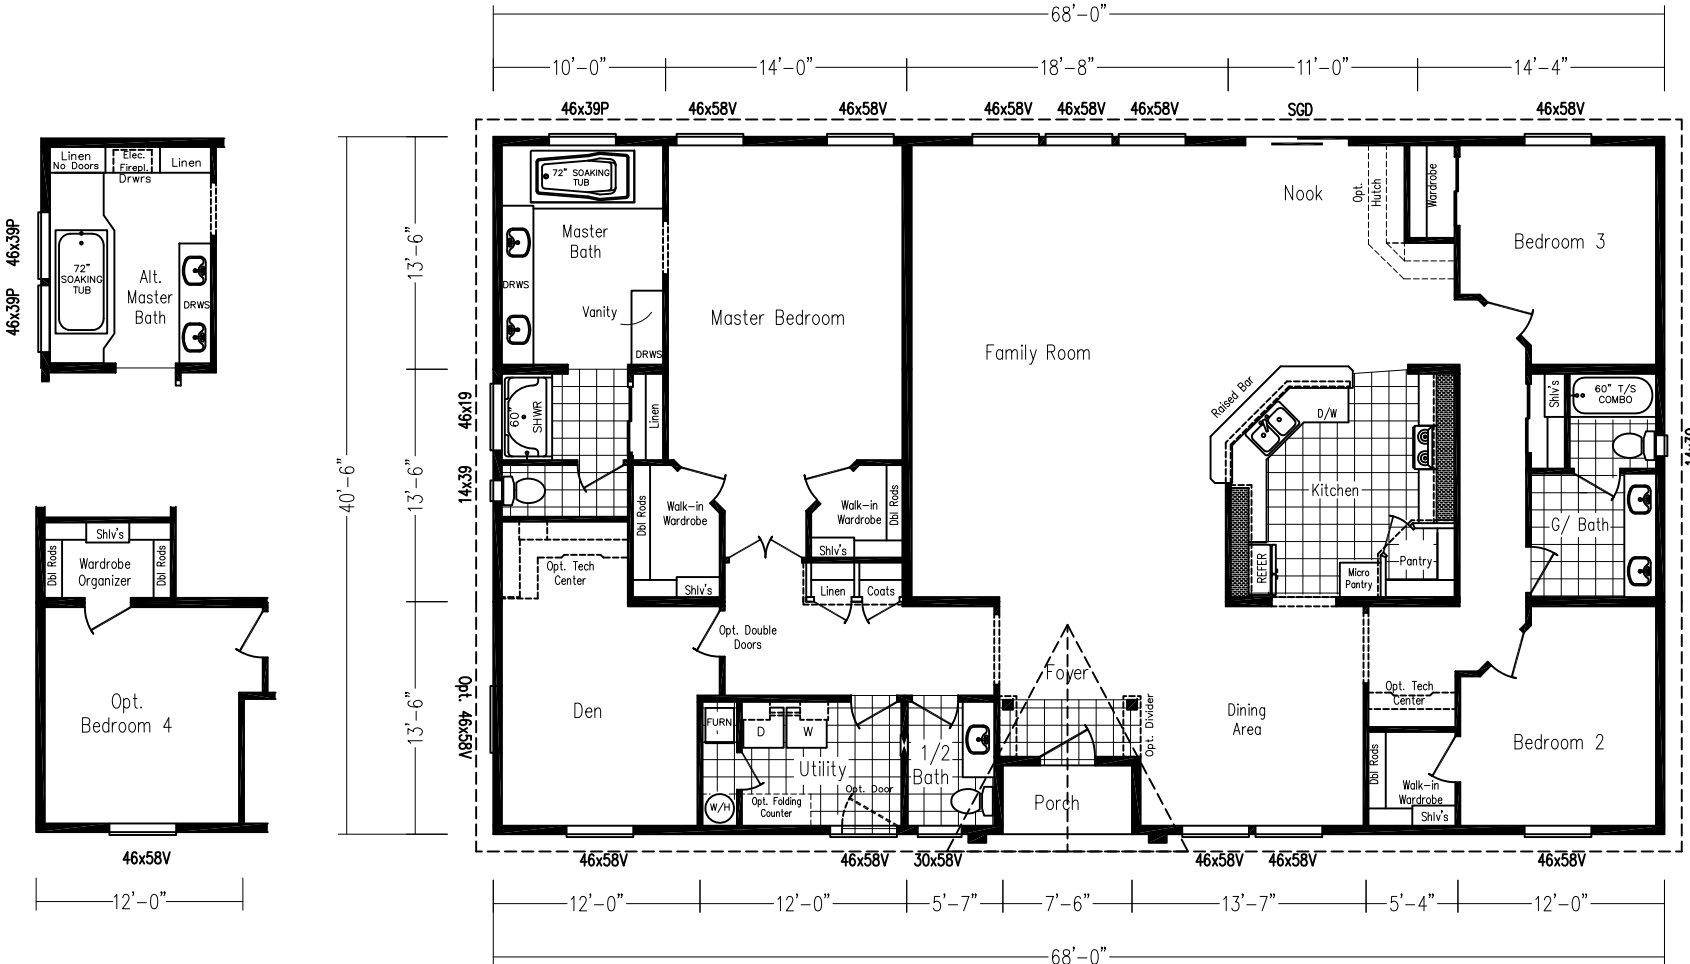 68'-0"
10'-0"
14'-0"
18'-8"
11'-0"
14'-4"
46x39P
46x58V
46x58V
46x58V
46x58V
46x58V
SGD
46x58V
Linen
No Doors
Elec.
Firepl.
Linen
Drwrs
46x39P
46x39P
72"
SOAKING
TUB
Alt.
Master
Bath
DRWS
40'-6"
13'-6"
13'-6"
13'-6"
72" SOAKING
TUB
Master
Bath
DRWS
Vanity
DRWS
Master Bedroom
Family Room
Nook
Opt.
Hutch
Wardrobe
Bedroom 3
46x19
14x39
60"
SHWR
Linen
Dbl Rods
Walk-in
Wardrobe
Shlv's
Walk-in
Wardrobe
Dbl Rods
Shlv's
Linen
Coats
Raised Bar
D/W
Kitchen
REFER
Micro
Pantry
Pantry
Shlv's
60" T/S
COMBO
G/ Bath
Shlv's
Dbl Rods
Wardrobe
Organizer
Dbl Rods
Opt.
Bedroom 4
46x58V
12'-0"
Opt. Tech
Center
Opt. Double
Doors
Opt. 46x58V
Den
FURN
D
W
Utility
W/H
Opt. Folding
Counter
Opt. Door
1/2
Bath
Foyer
Opt. Divider
Porch
Dining
Area
Opt. Tech
Center
Dbl Rods
Walk-in
Wardrobe
Shlv's
Bedroom 2
46x58V
46x58V
30x58V
46x58V
46x58V
46x58V
12'-0"
12'-0"
5'-7"
7'-6"
13'-7"
5'-4"
12'-0"
68'-0"